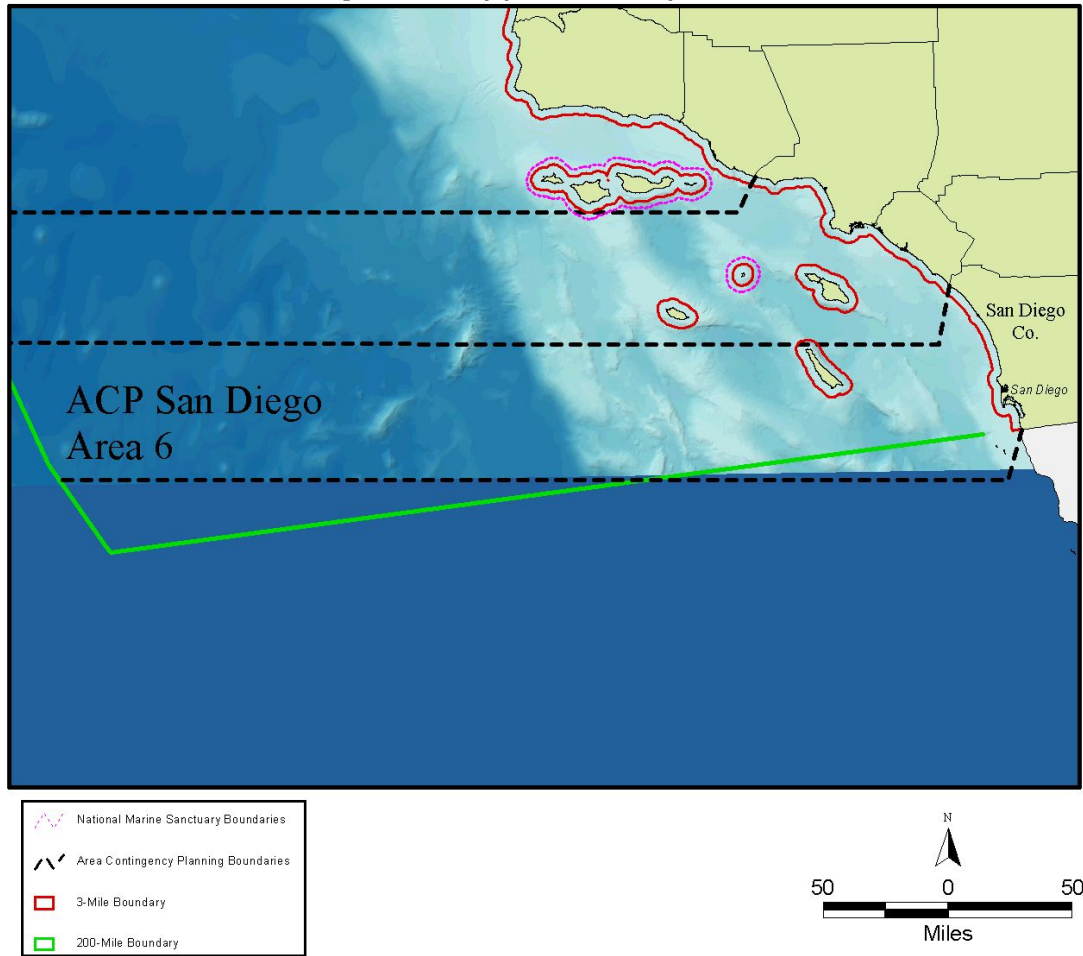 San Diego
Co.
San Diego
ACP San Diego
Area 6
National Marine Sanctuary Boundaries
Area Contingency Planning Boundaries
3-Mile Boundary
200-Mile Boundary
N
50 0 50
Miles